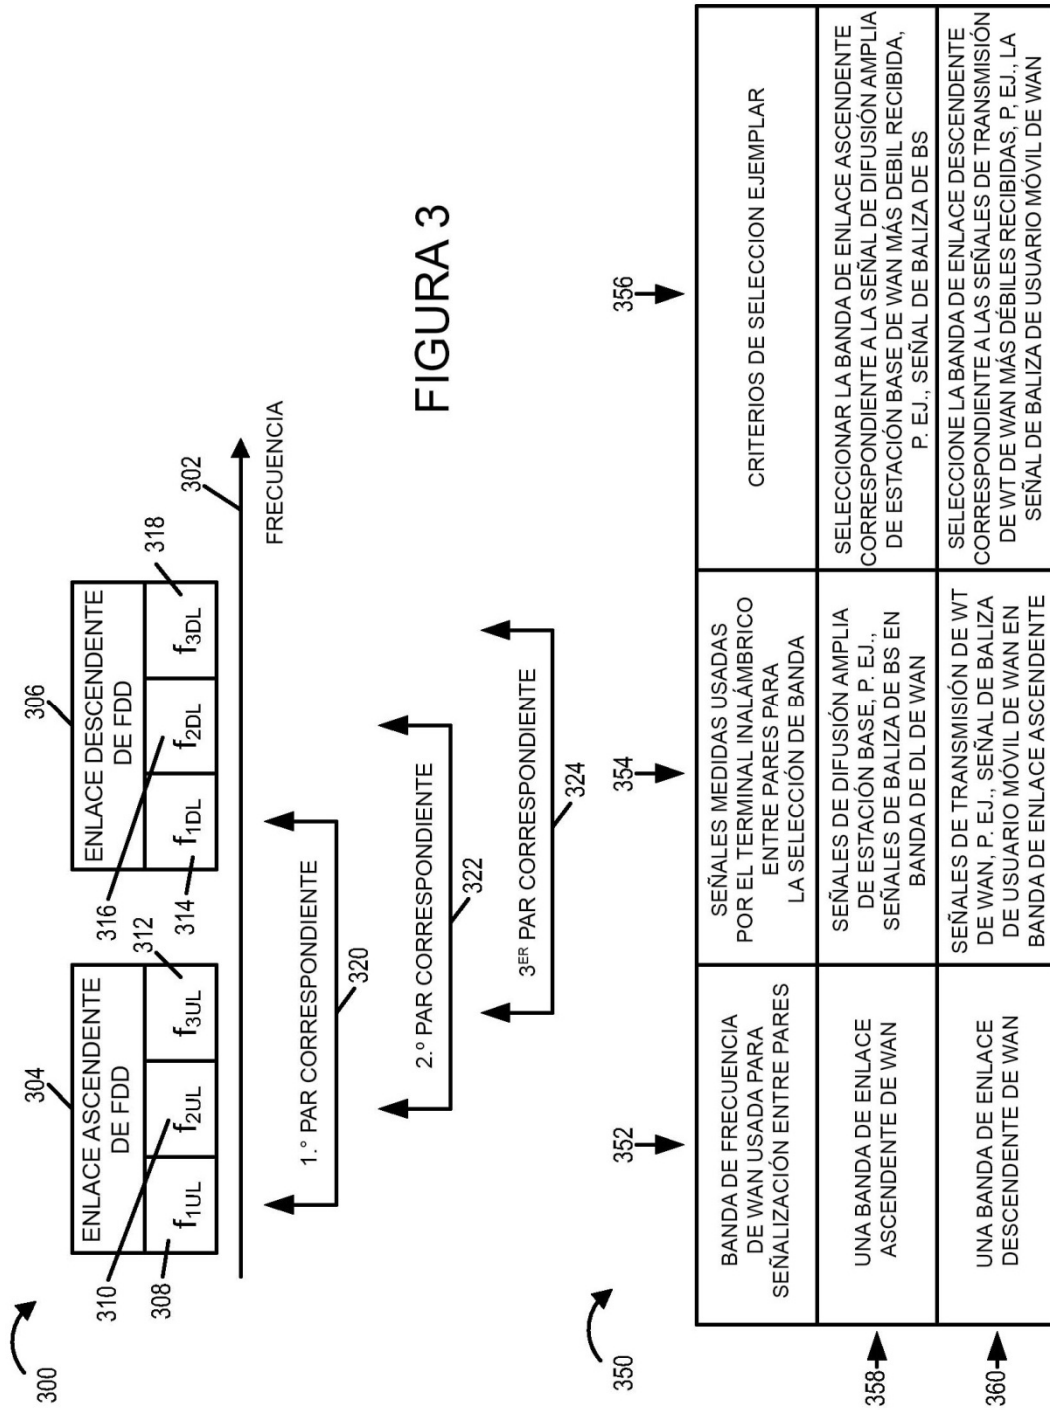 300
304
306
ENLACE ASCENDENTE
DE FDD
ENLACE DESCENDENTE
DE FDD
310
312
316
318
308
f1UL
f2UL
f3UL
314
f1DL
f2DL
f3DL
302
FRECUENCIA
1.º PAR CORRESPONDIENTE
320
2.º PAR CORRESPONDIENTE
322
3ER PAR CORRESPONDIENTE
324
FIGURA 3
350
352
354
356
BANDA DE FRECUENCIA
DE WAN USADA PARA
SEÑALIZACIÓN ENTRE PARES
SEÑALES MEDIDAS USADAS
POR EL TERMINAL INALÁMBRICO
ENTRE PARES PARA
LA SELECCIÓN DE BANDA
CRITERIOS DE SELECCION EJEMPLAR
358
UNA BANDA DE ENLACE
ASCENDENTE DE WAN
SEÑALES DE DIFUSIÓN AMPLIA
DE ESTACIÓN BASE, P. EJ.,
SEÑALES DE BALIZA DE BS EN
BANDA DE DL DE WAN
SELECCIONAR LA BANDA DE ENLACE ASCENDENTE
CORRESPONDIENTE A LA SEÑAL DE DIFUSIÓN AMPLIA
DE ESTACIÓN BASE DE WAN MÁS DEBIL RECIBIDA,
P. EJ., SEÑAL DE BALIZA DE BS
360
UNA BANDA DE ENLACE
DESCENDENTE DE WAN
SEÑALES DE TRANSMISIÓN DE WT
DE WAN, P. EJ., SEÑAL DE BALIZA
DE USUARIO MÓVIL DE WAN EN
BANDA DE ENLACE ASCENDENTE
SELECCIONE LA BANDA DE ENLACE DESCENDENTE
CORRESPONDIENTE A LAS SEÑALES DE TRANSMISIÓN
DE WT DE WAN MÁS DÉBILES RECIBIDAS, P, EJ., LA
SEÑAL DE BALIZA DE USUARIO MÓVIL DE WAN